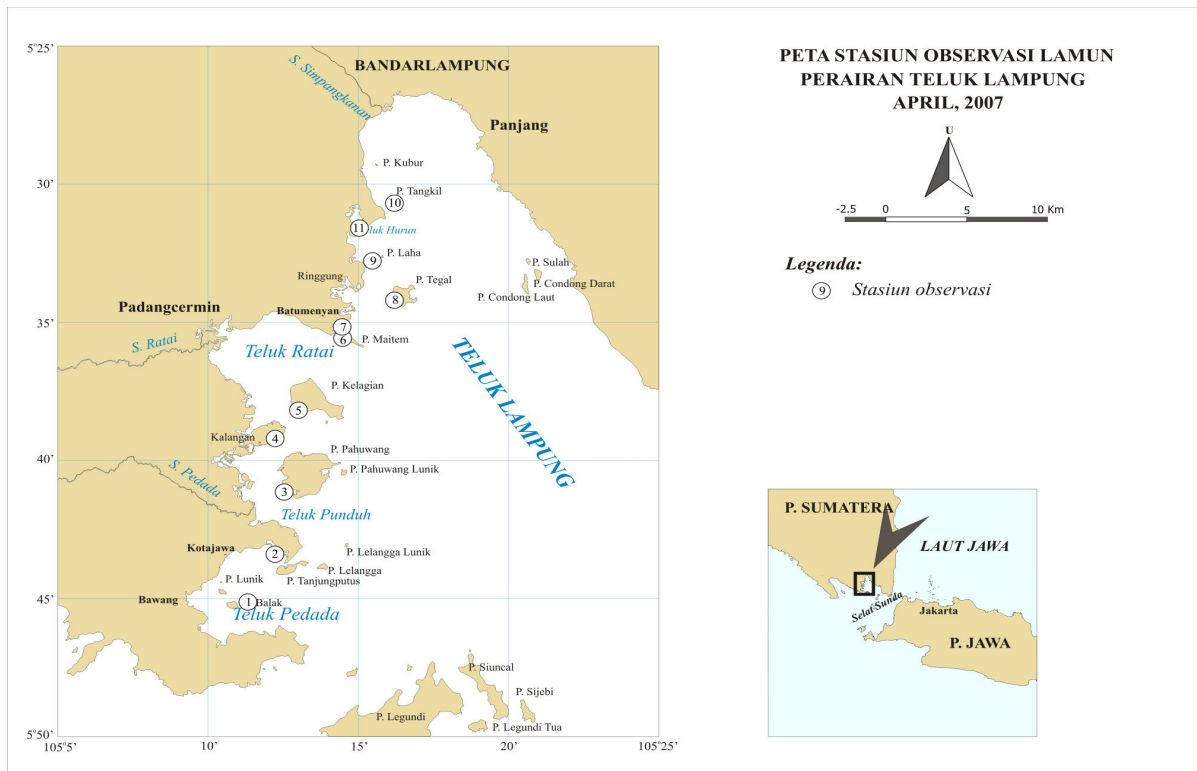 5°25’
BANDARLAMPUNG
S. Simpangkanan
Panjang
P. Kubur
30’
P. Tangkil
10
11
eluk Hurun
9
P. Laha
P. Sulah
Ringgung
P. Tegal
P. Condong Darat
8
P. Condong Laut
Padangcermin
Batumenyan
35’
7
6
P. Maitem
S. Ratai
Teluk Ratai
TELUK LAMPUNG
P. Kelagian
5
Kalangan
4
P. Pahuwang
40’
P. Pahuwang Lunik
S. Pedada
3
Teluk Punduh
Kotajawa
2
P. Lelangga Lunik
P. Lelangga
P. Lunik
P. Tanjungputus
45’
Bawang
1
Balak
Teluk Pedada
P. Siuncal
P. Sijebi
P. Legundi
P. Legundi Tua
5°50’
105°5’
10’
15’
20’
105°25’
PETA STASIUN OBSERVASI LAMUN
PERAIRAN TELUK LAMPUNG
APRIL, 2007
U
-2.5 0 5 10 Km
Legenda:
9 Stasiun observasi
P. SUMATERA
LAUT JAWA
Selat Sunda
Jakarta
P. JAWA